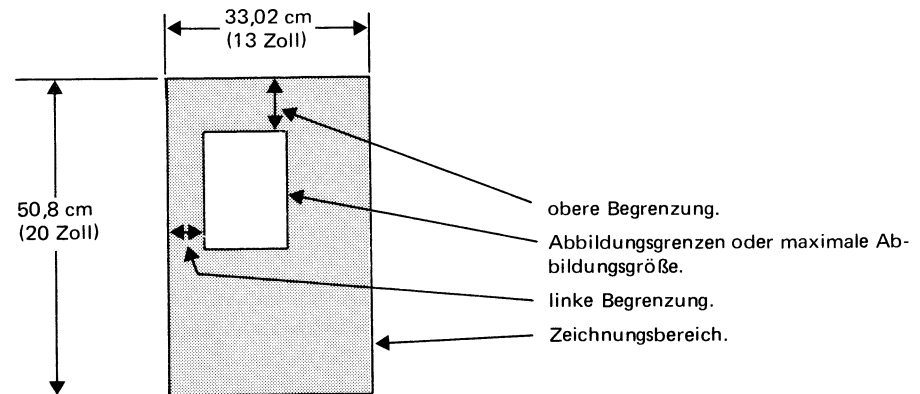 33,02 cm
(13 Zoll)
50,8 cm
(20 Zoll)
obere Begrenzung.
Abbildungsgrenzen oder maximale Ab-
bildungsgröße.
linke Begrenzung.
Zeichnungsbereich.